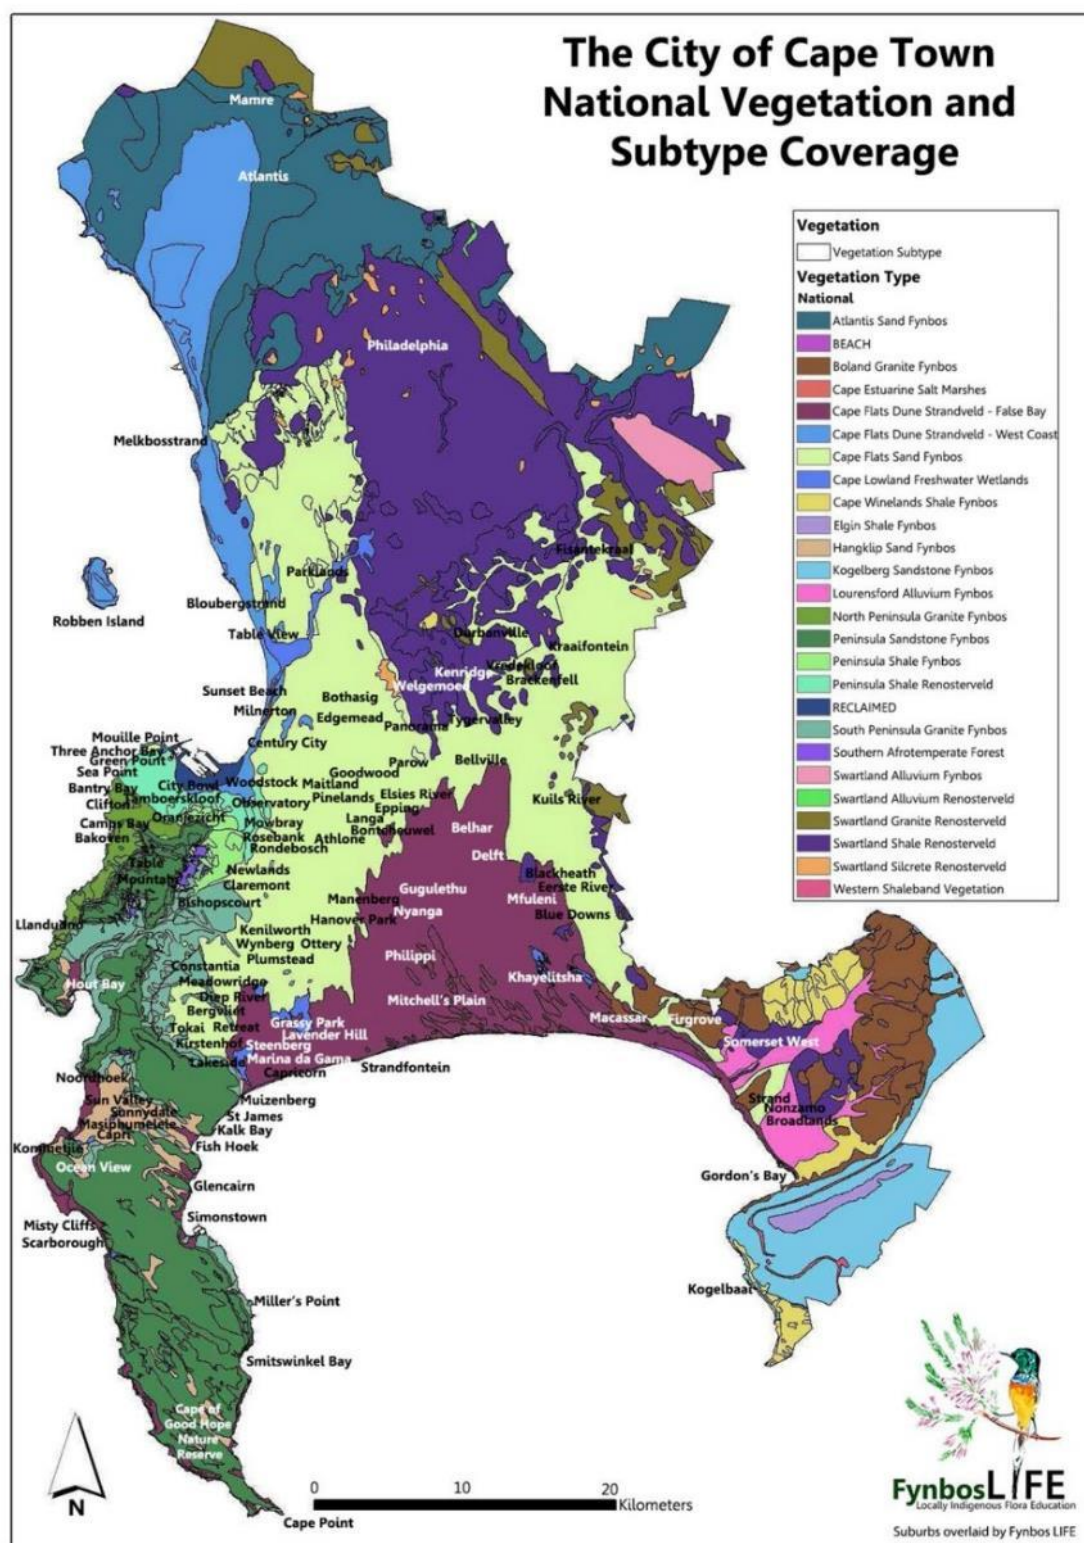 The City of Cape Town
National Vegetation and
Subtype Coverage
Vegetation
Vegetation Subtype
Vegetation Type
National
Atlantis Sand Fynbos
BEACH
Boland Granite Fynbos
Cape Estuarine Salt Marshes
Cape Flats Dune Strandveld - False Bay
Cape Flats Dune Strandveld - West Coast
Cape Flats Sand Fynbos
Cape Lowland Freshwater Wetlands
Cape Winelands Shale Fynbos
Elgin Shale Fynbos
Hangklip Sand Fynbos
Kogelberg Sandstone Fynbos
Lourensford Alluvium Fynbos
North Peninsula Granite Fynbos
Peninsula Sandstone Fynbos
Peninsula Shale Fynbos
Peninsula Shale Renosterveld
RECLAIMED
South Peninsula Granite Fynbos
Southern Afrotemperate Forest
Swartland Alluvium Fynbos
Swartland Alluvium Renosterveld
Swartland Granite Renosterveld
Swartland Shale Renosterveld
Swartland Silcrete Renosterveld
Western Shaleband Vegetation
Mamre
Atlantis
Philadelphia
Melkbosstrand
Fisantekraal
Parklands
Robben Island
Bloubergstrand
Table View
Durbanville
Kraaifontein
Vredekloof
Kenridge
Brackenfell
Welgemoed
Sunset Beach
Bothasig
Milnerton
Edgemead
Panorama
Tygervalley
Mouille Point
Century City
Three Anchor Bay
Green Point
Sea Point
Parow
Bellville
Goodwood
Bantry Bay
City Bowl
Woodstock
Maitland
Clifton
Tamboerskloof
Observatory
Pinelands
Elsies River
Epping
Kuils River
Camps Bay
Oranjezicht
Mowbray
Langa
Bonteheuwel
Belhar
Bakoven
Rosebank
Athlone
Rondebosch
Delft
Table
Mountain
Newlands
Claremont
Blackheath
Eerste River
Bishopscourt
Manenberg
Gugulethu
Mfuleni
Nyanga
Blue Downs
Llandudno
Hanover Park
Kenilworth
Wynberg
Ottery
Plumstead
Philippi
Constantia
Khayelitsha
Hout Bay
Meadowridge
Diep River
Mitchell's Plain
Bergvliet
Macassar
Firgrove
Tokai
Retreat
Grassy Park
Lavender Hill
Kirstenhof
Steenberg
Somerset West
Lakeside
Marina da Gama
Capricorn
Strandfontein
Noordhoek
Sun Valley
Sunnydale
Masiphumelele
Capri
Muizenberg
St James
Kalk Bay
Strand
Nonzamo
Broadlands
Kommetjie
Fish Hoek
Ocean View
Glencairn
Gordon's Bay
Simonstown
Misty Cliffs
Scarborough
Kogelbaai
Miller's Point
Smitswinkel Bay
Cape of
Good Hope
Nature
Reserve
Cape Point
N
0 10 20
Kilometers
Fynbos LIFE
Locally Indigenous Flora Education
Suburbs overlaid by Fynbos LIFE